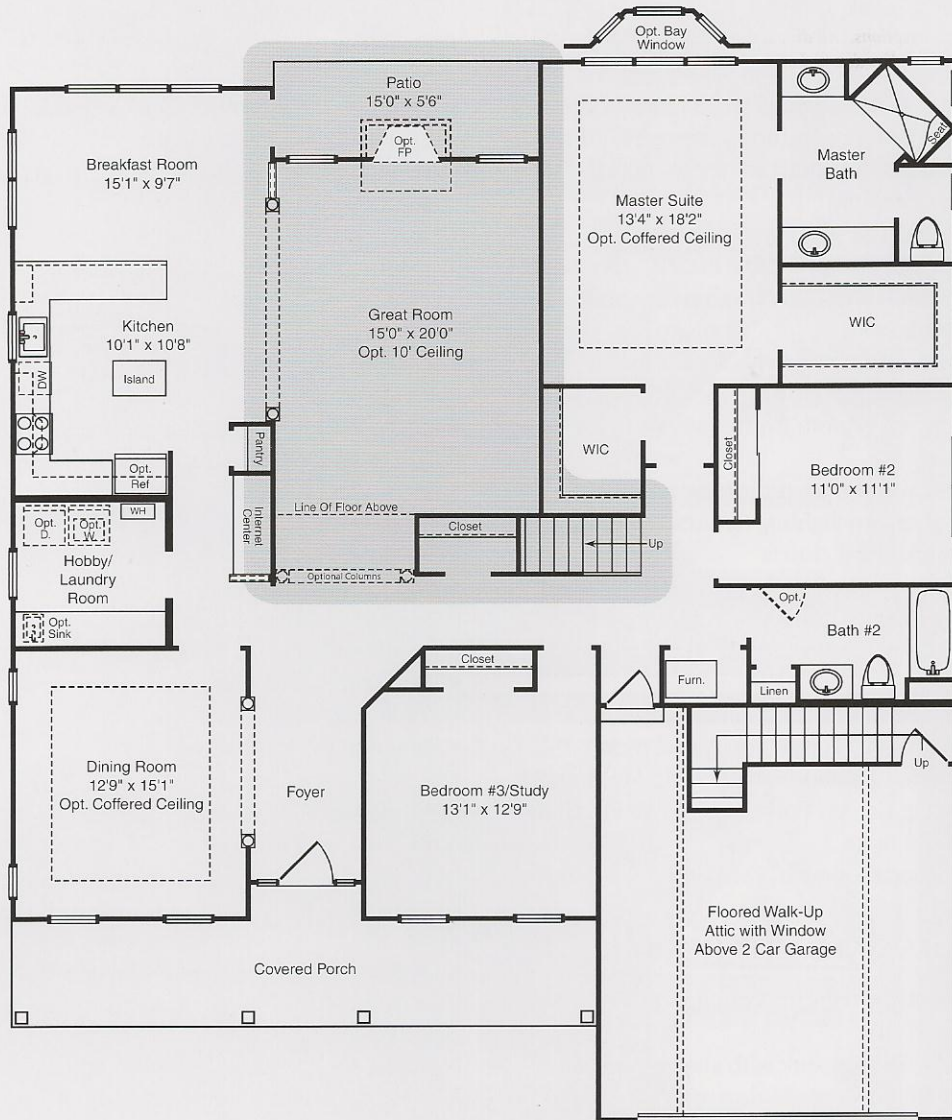 Opt. Bay
Window
Patio
15'0" x 5'6"
Opt.
FP
Breakfast Room
15'1" x 9'7"
Master
Bath
Seat
Master Suite
13'4" x 18'2"
Opt. Coffered Ceiling
Great Room
15'0" x 20'0"
Opt. 10' Ceiling
WIC
Kitchen
10'1" x 10'8"
Island
DW
Opt.
Ref
Pantry
WIC
Closet
Bedroom #2
11'0" x 11'1"
Internet
Center
Line Of Floor Above
Closet
Up
Optional Columns
Opt.
D.
Opt.
W.
WH
Hobby/
Laundry
Room
Opt.
Sink
Opt.
Bath #2
Closet
Furn.
Linen
Dining Room
12'9" x 15'1"
Opt. Coffered Ceiling
Foyer
Bedroom #3/Study
13'1" x 12'9"
Up
Floored Walk-Up
Attic with Window
Above 2 Car Garage
Covered Porch